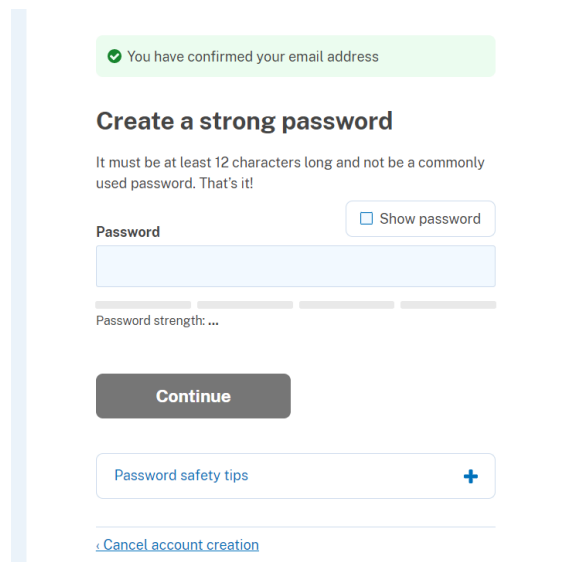 You have confirmed your email address
Create a strong password
It must be at least 12 characters long and not be a commonly
used password. That's it!
Show password
Password
Password strength: ...
Continue
Password safety tips
‹ Cancel account creation